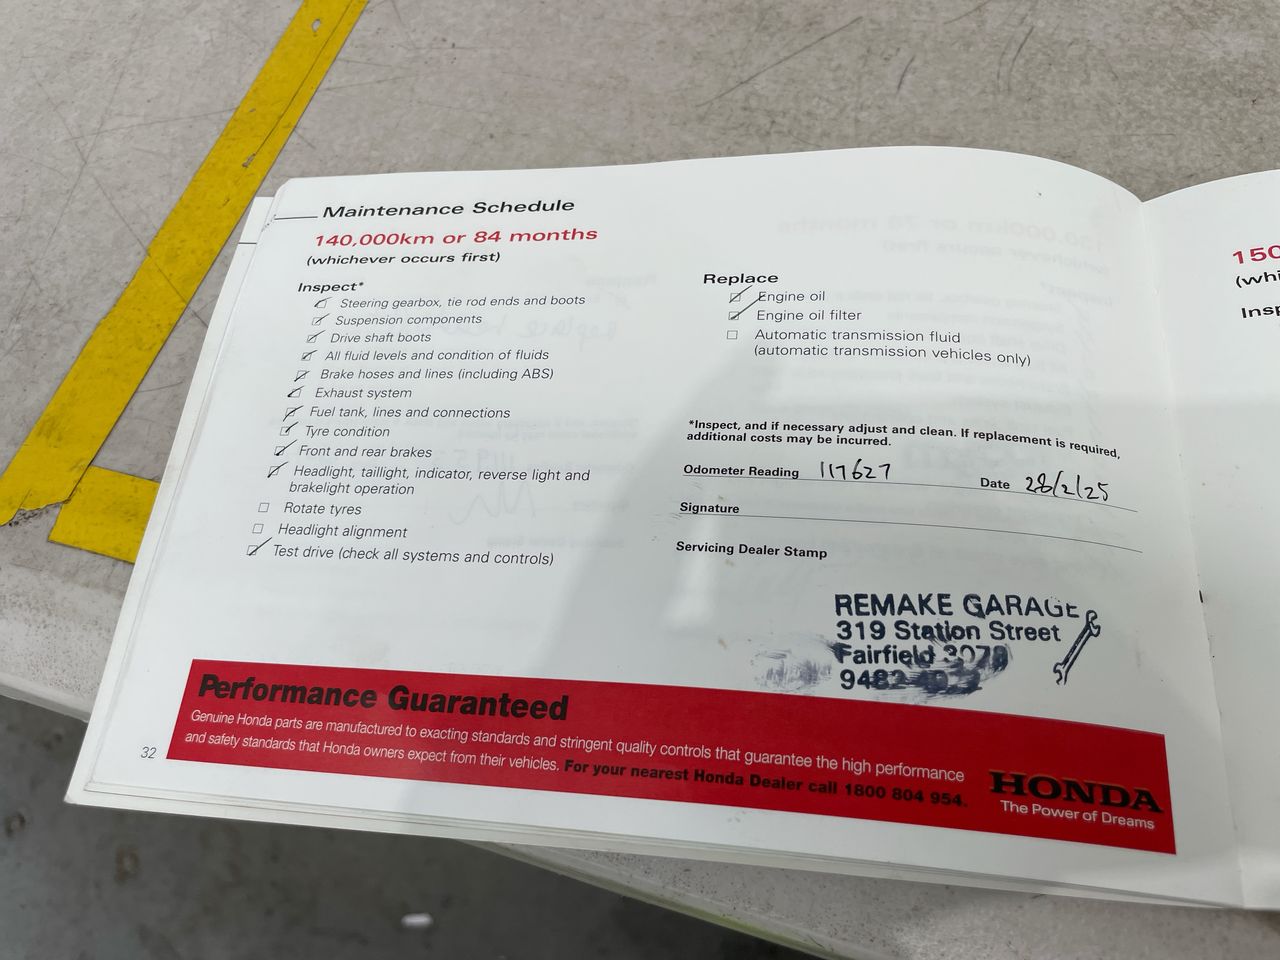 Maintenance Schedule
140,000km or 84 months
(whichever occurs first)
Inspect*
Steering gearbox, tie rod ends and boots
Suspension components
Drive shaft boots
All fluid levels and condition of fluids
Brake hoses and lines (including ABS)
Exhaust system
Fuel tank, lines and connections
Tyre condition
Front and rear brakes
Headlight, taillight, indicator, reverse light and
brakelight operation
Rotate tyres
Headlight alignment
Test drive (check all systems and controls)
Replace
Engine oil
Engine oil filter
Automatic transmission fluid
(automatic transmission vehicles only)
*Inspect, and if necessary adjust and clean. If replacement is required,
additional costs may be incurred.
Odometer Reading 117627 Date 28/2/25
Signature
Servicing Dealer Stamp
REMAKE GARAGE
319 Station Street
Fairfield 3078
Performance Guaranteed
Genuine Honda parts are manufactured to exacting standards and stringent quality controls that guarantee the high performance
and safety standards that Honda owners expect from their vehicles. For your nearest Honda Dealer call 1800 804 954.
HONDA
The Power of Dreams
32
150
(whi
Insp